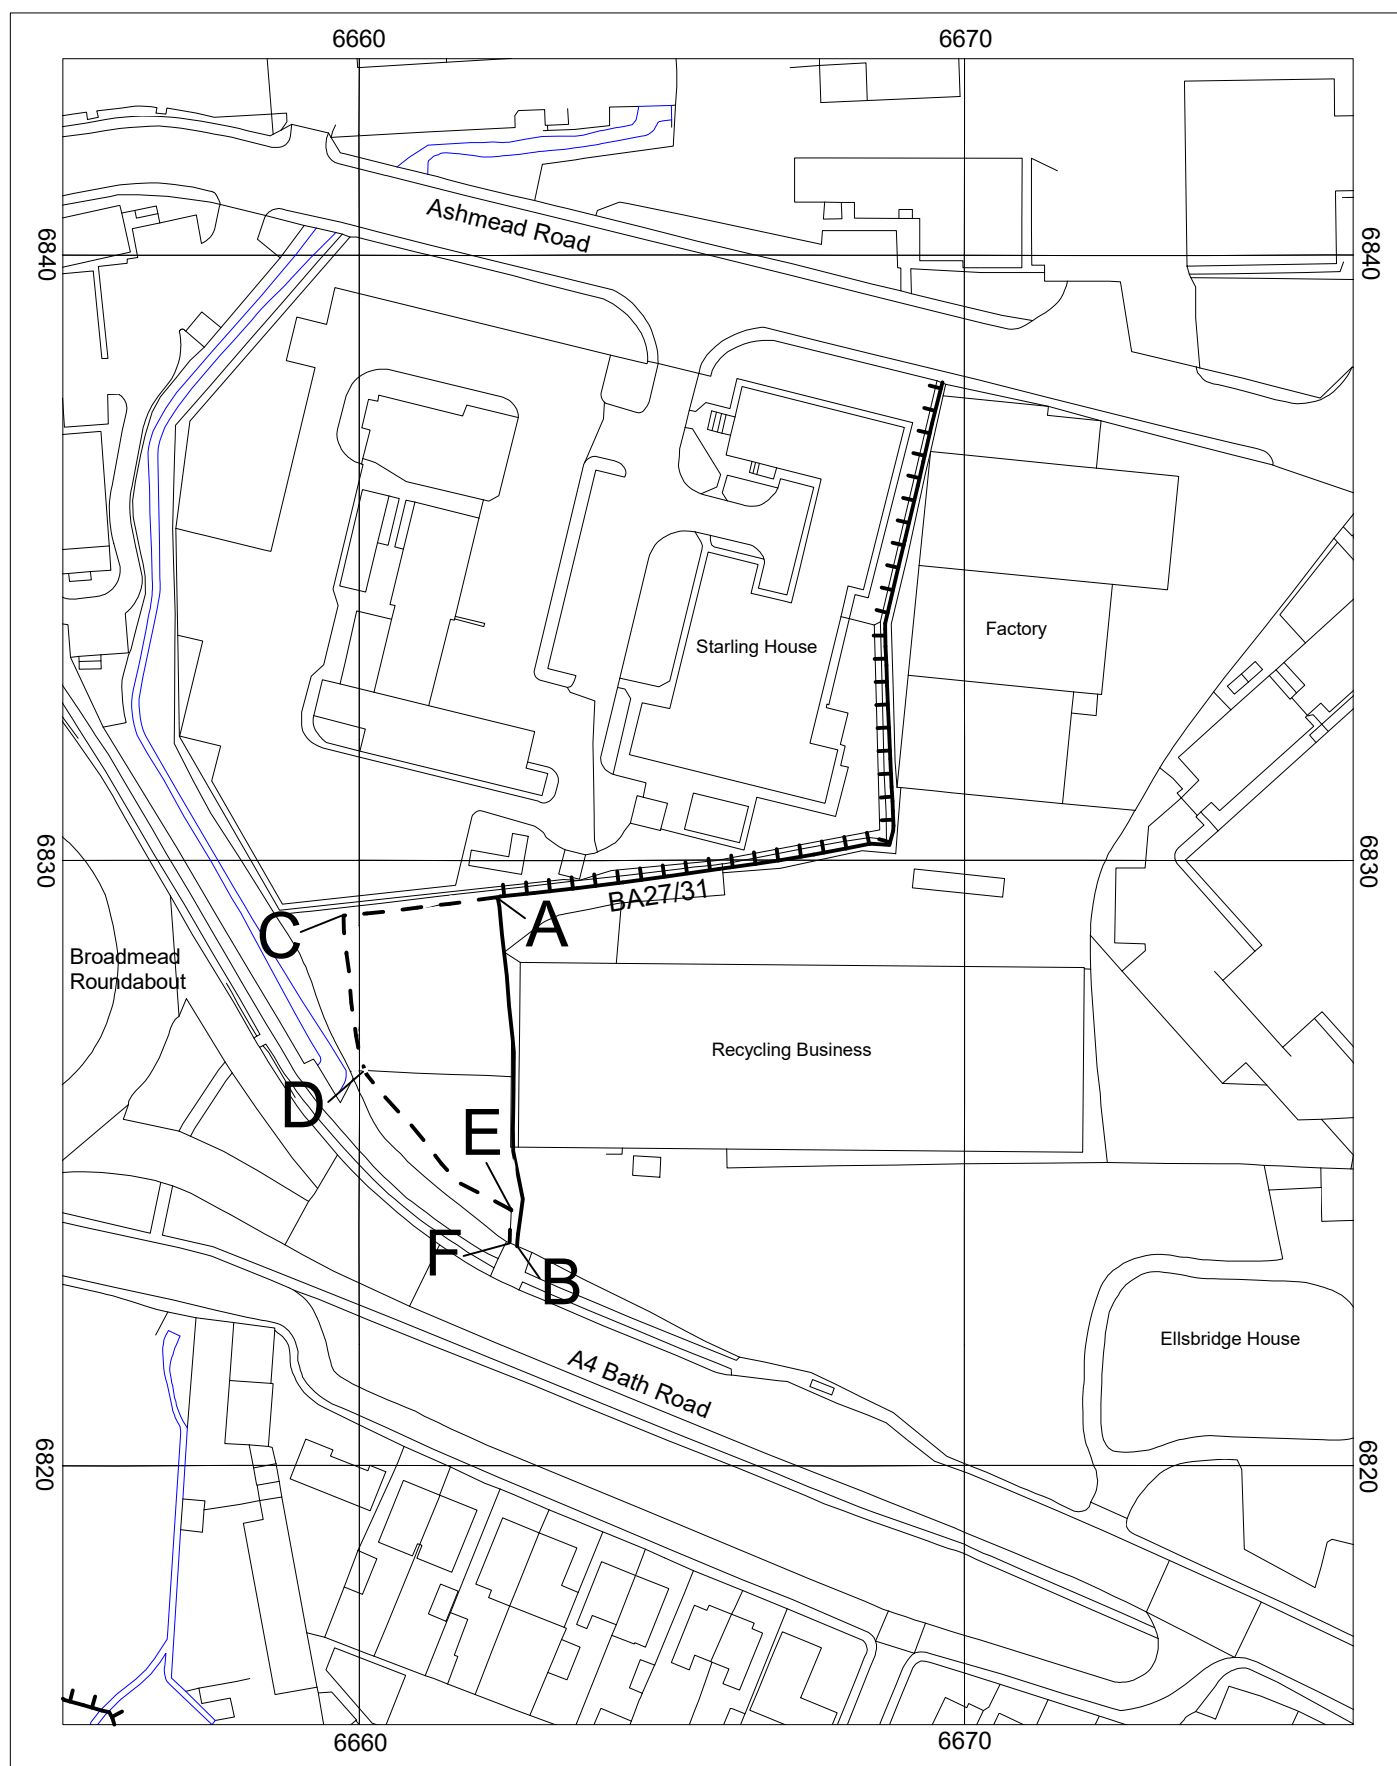 6660
6670
Ashmead Road
6840
6840
Factory
Starling House
6830
6830
BA27/31
A
C
Broadmead
Roundabout
Recycling Business
D
E
F
B
Ellsbridge House
A4 Bath Road
6820
6820
6660
6670